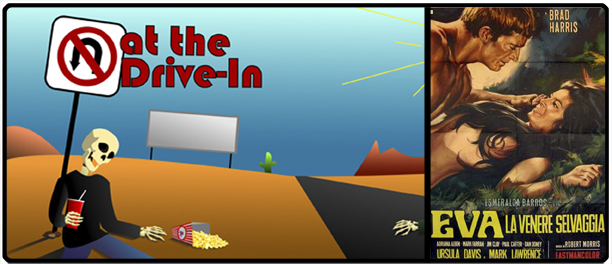 at the
Drive-In
BRAD
HARRIS
ESMERALDA BARROS
EVA LA VENERE SELVAGGIA
URSULA DAVIS MARK LAWRENCE
ROBERT MORRIS
EASTMANCOLOR